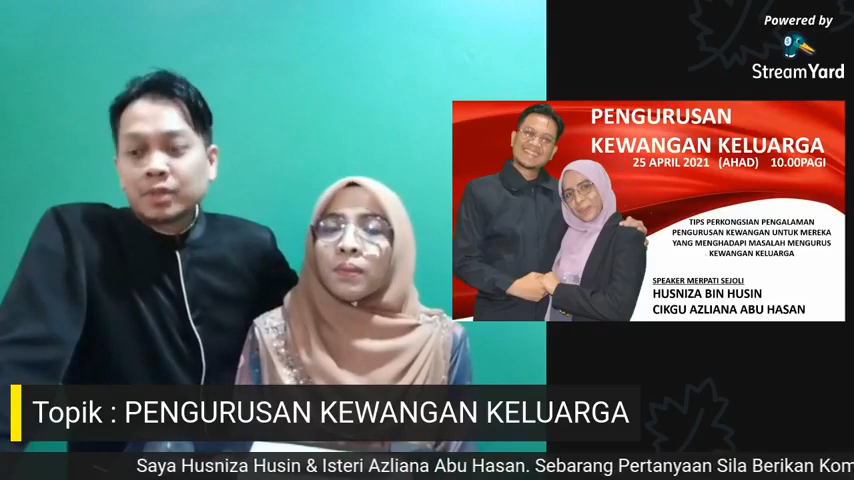 Powered by
StreamYard
PENGURUSAN
KEWANGAN KELUARGA
25 APRIL 2021 (AHAD) 10.00PAGI
TIPS PERKONGSIAN PENGALAMAN
PENGURUSAN KEWANGAN UNTUK MEREKA
YANG MENGHADAPI MASALAH MENGURUS
KEWANGAN KELUARGA
SPEAKER MERPATI SEJOLI
HUSNIZA BIN HUSIN
CIKGU AZLIANA ABU HASAN
Topik : PENGURUSAN KEWANGAN KELUARGA
Saya Husniza Husin & Isteri Azliana Abu Hasan. Sebarang Pertanyaan Sila Berikan Kom